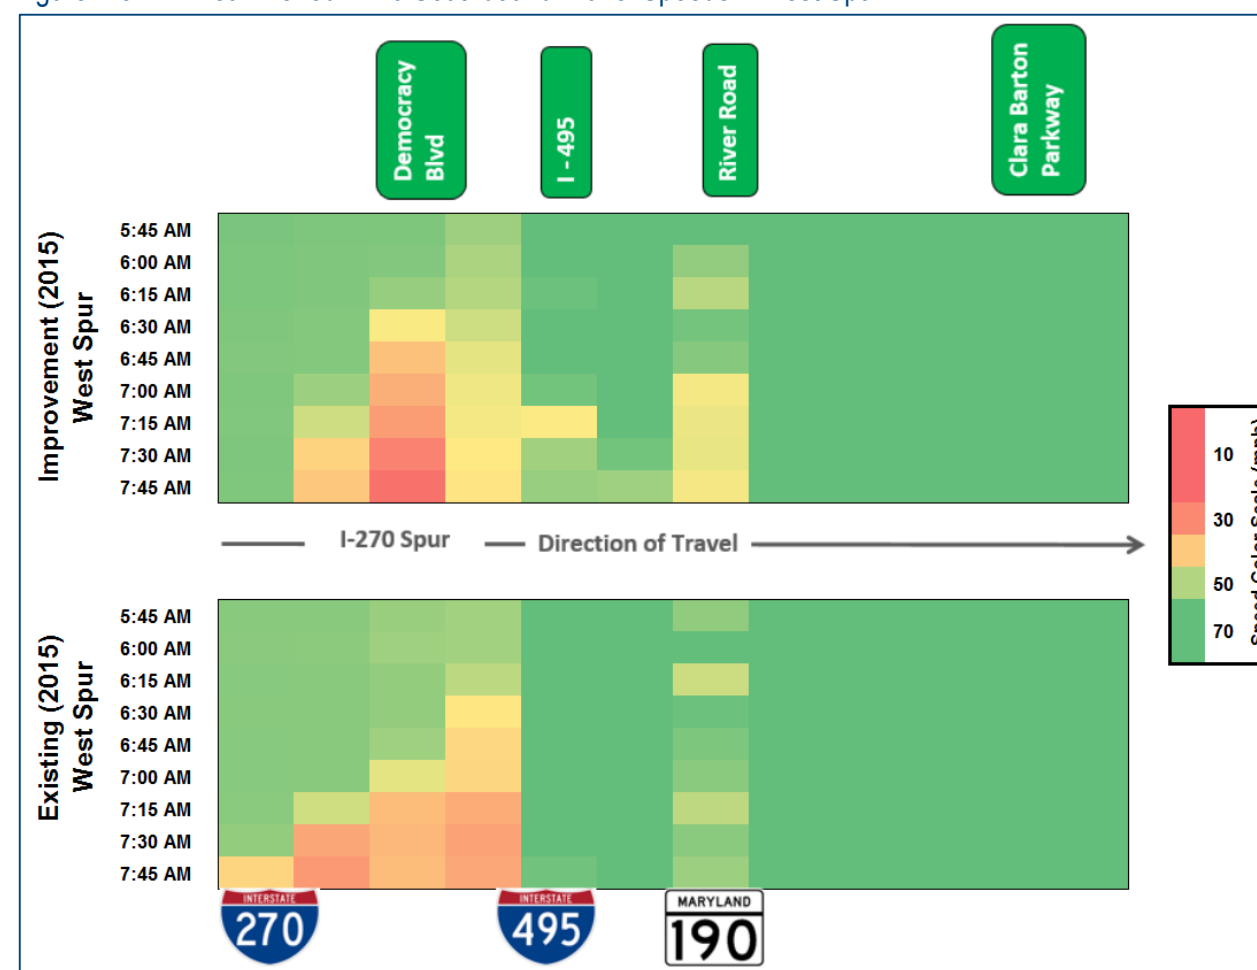 Democracy
Blvd
I - 495
River Road
Clara Barton
Parkway
Improvement (2015)
West Spur
5:45 AM
6:00 AM
6:15 AM
6:30 AM
6:45 AM
7:00 AM
7:15 AM
7:30 AM
7:45 AM
I-270 Spur
Direction of Travel
10
30
50
70
Existing (2015)
West Spur
5:45 AM
6:00 AM
6:15 AM
6:30 AM
6:45 AM
7:00 AM
7:15 AM
7:30 AM
7:45 AM
INTERSTATE
270
INTERSTATE
495
MARYLAND
190